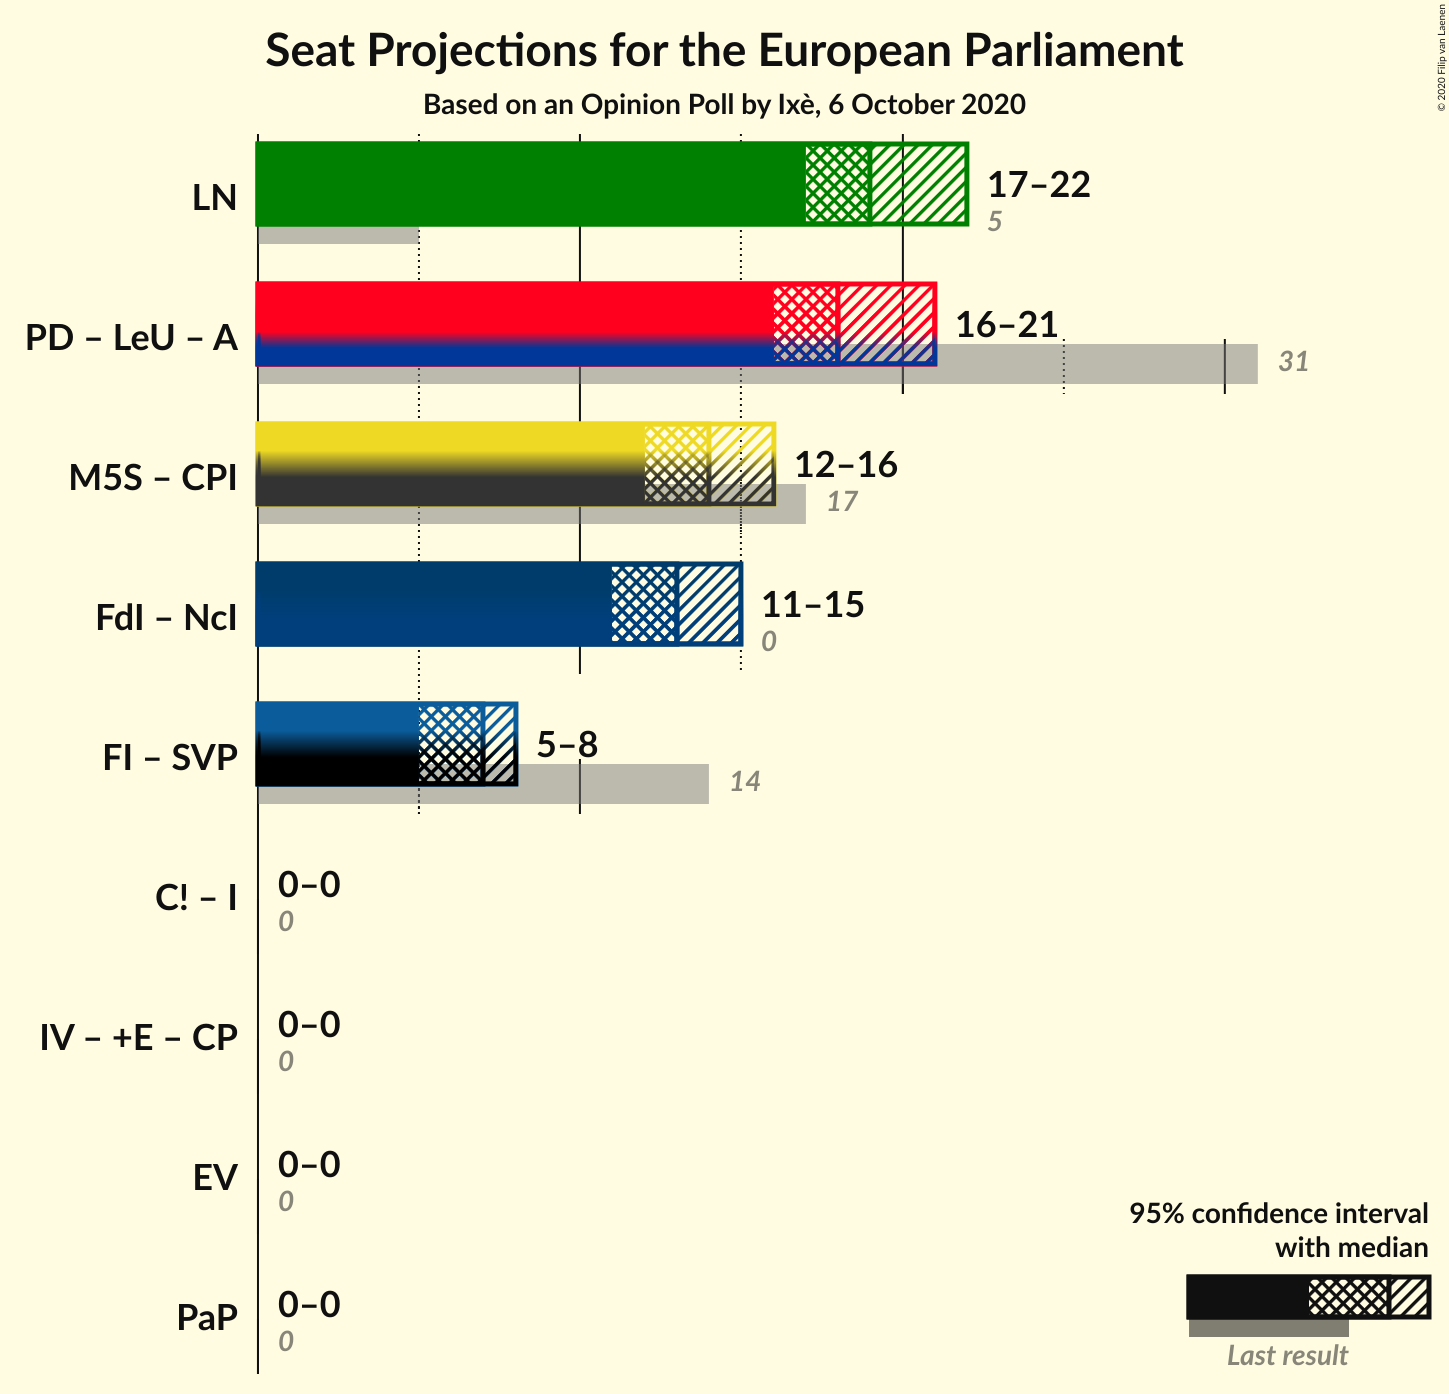 Seat Projections for the European Parliament
Based on an Opinion Poll by Ixè, 6 October 2020
© 2020 Filip van Laenen
LN
17–22
5
PD – LeU – A
16–21
31
M5S – CPI
12–16
17
FdI – NcI
11–15
0
FI – SVP
5–8
14
C! – I
0–0
0
IV – +E – CP
0–0
0
EV
0–0
0
PaP
0–0
0
95% confidence interval
with median
Last result